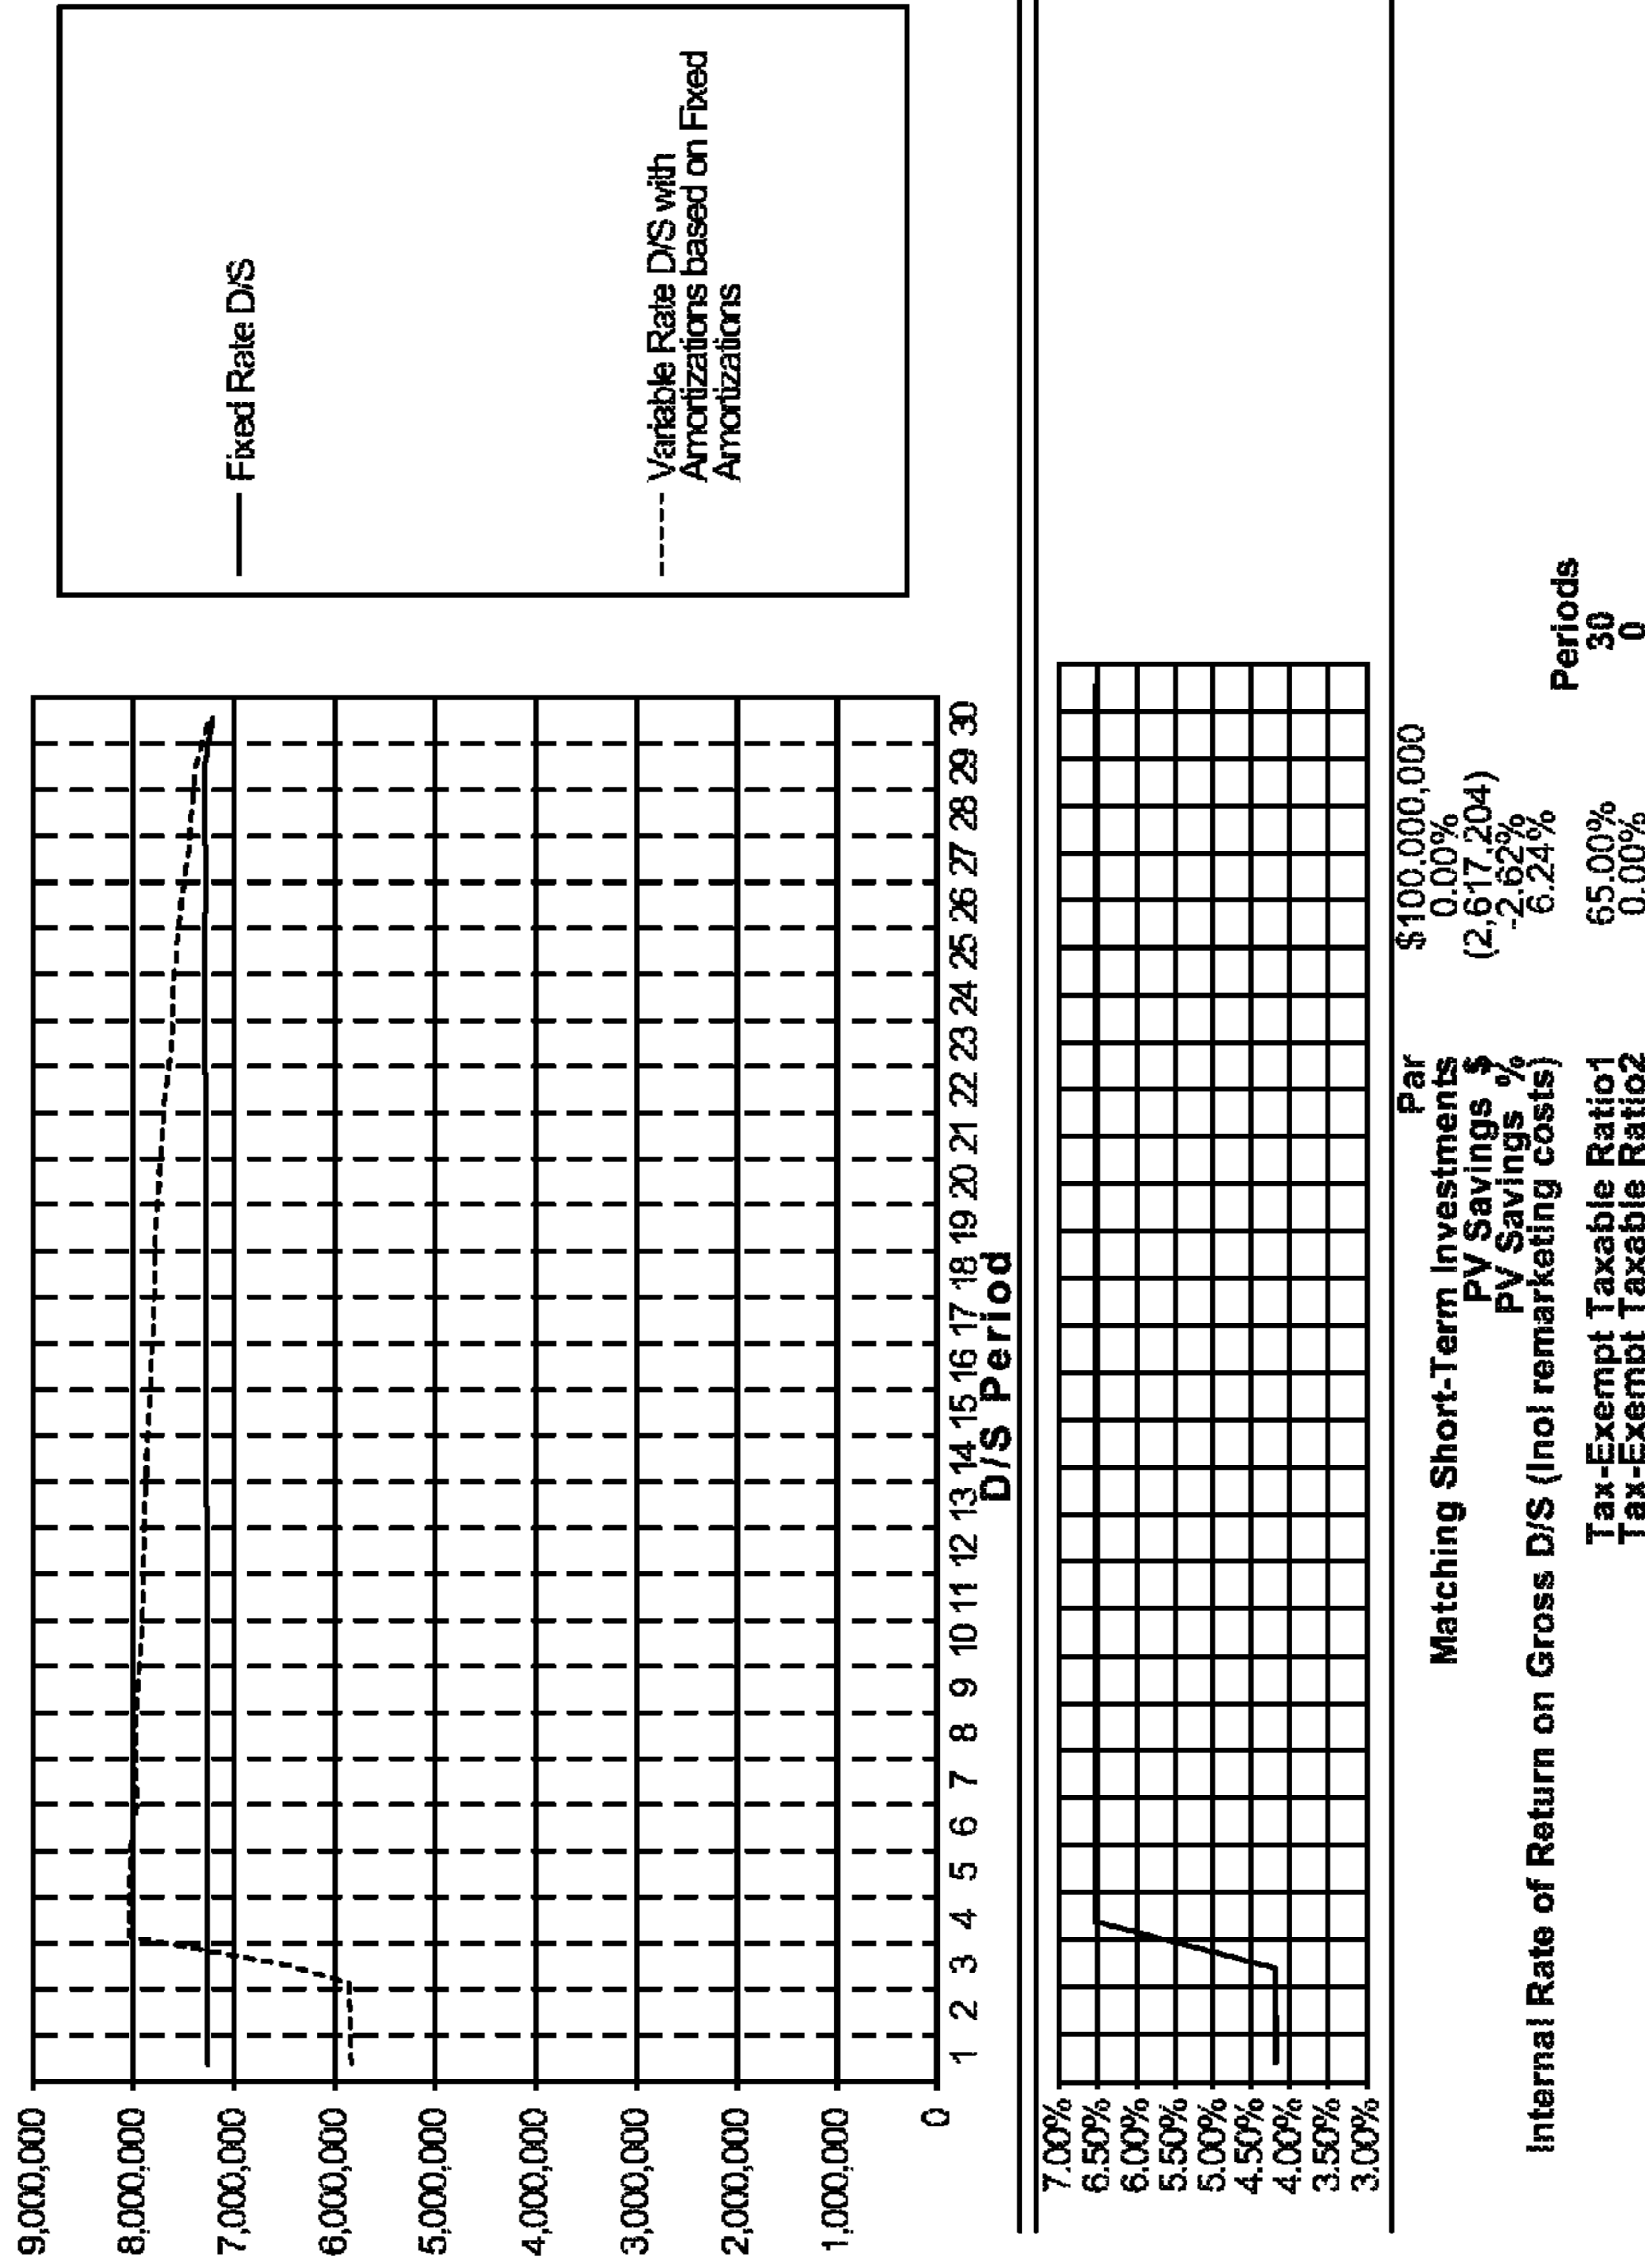 9,000,000
8,000,000
7,000,000
6,000,000
5,000,000
4,000,000
3,000,000
2,000,000
1,000,000
0
1 2 3 4 5 6 7 8 9 10 11 12 13 14 15 16 17 18 19 20 21 22 23 24 25 26 27 28 29 30
D/S Period
Fixed Rate D/S
Variable Rate D/S with
Amortizations based on Fixed
Amortizations
7.00%
6.50%
6.00%
5.50%
5.00%
4.50%
4.00%
3.50%
3.00%
Par $100,000,000
Matching Short-Term Investments 0.00%
PV Savings $ (2,617,204)
PV Savings % -2.62%
Internal Rate of Return on Gross D/S (Incl remarketing costs) 6.24%
Periods
Tax-Exempt Taxable Ratio1 65.00% 30
Tax-Exempt Taxable Ratio2 0.00% 0